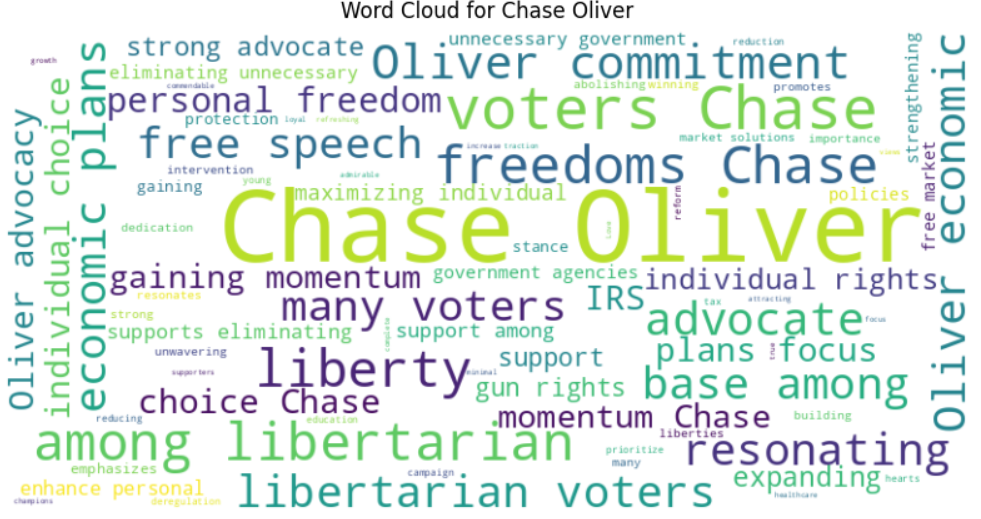 Word Cloud for Chase Oliver
growth
strong advocate
unnecessary government
reduction
Oliver commitment
eliminating unnecessary
commendable
abolishing
winning
promotes
personal freedom
voters Chase
protection
loyal
refreshing
free speech
market solutions
importance
strengthening
increase
traction
freedoms Chase
views
intervention
gaining
young
admirable
maximizing individual
reform
policies
free market
Oliver economic
Oliver advocacy
individual choice
economic plans
Chase Oliver
love
dedication
stance
gaining momentum
government agencies
individual rights
resonates
many voters
IRS
tax
attracting
strong
supports eliminating
complete
support among
advocate
focus
unwavering
liberty
support
plans focus
true
supporters
minimal
gun rights
base among
choice Chase
momentum Chase
reducing
education
building
among libertarian
liberties
resonating
prioritize
emphasizes
many
campaign
expanding
hearts
enhance personal
libertarian voters
healthcare
champions
deregulation